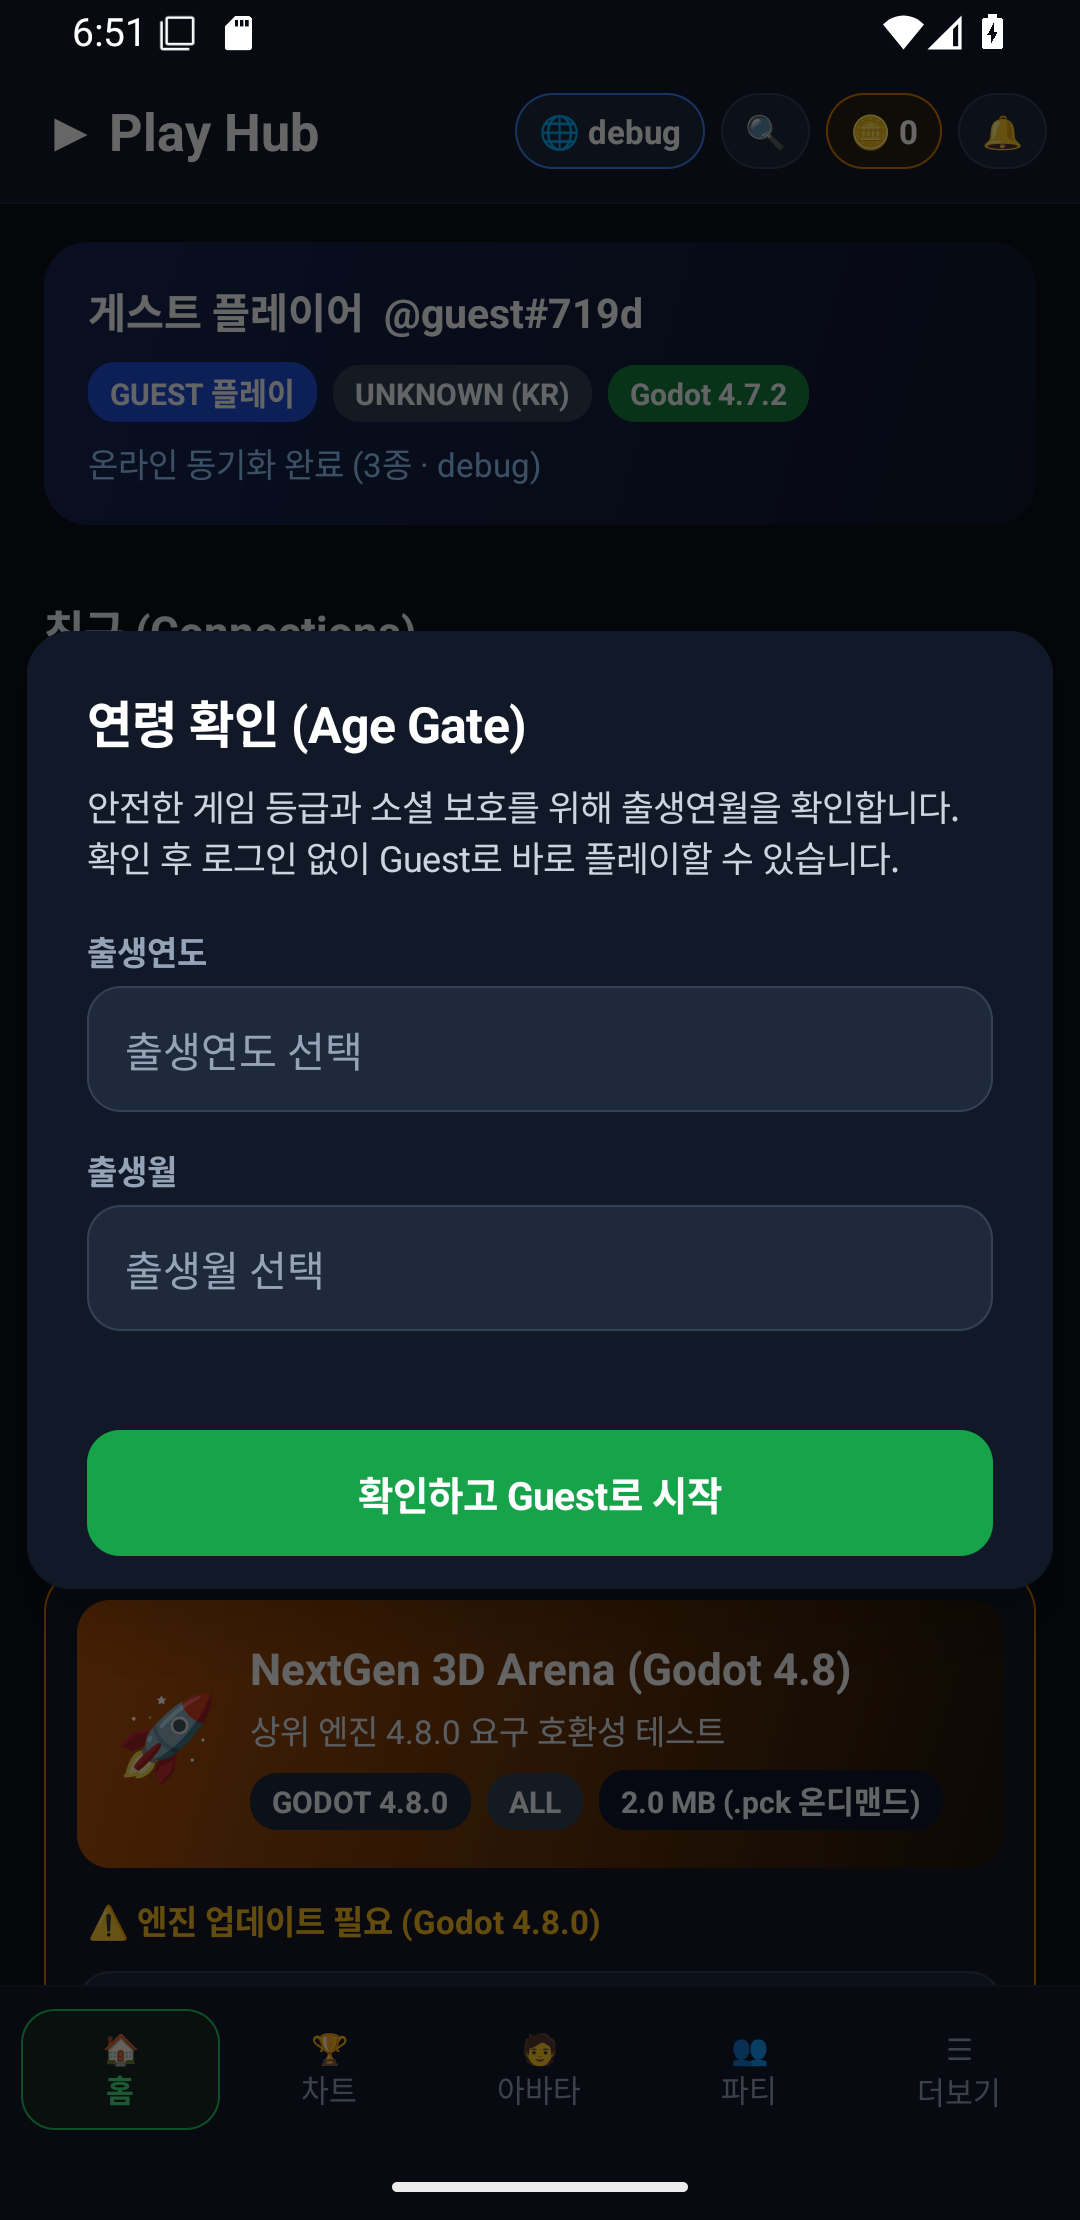 6:51
▶ Play Hub
🌐 debug
🔍
🪙 0
🔔
게스트 플레이어 @guest#719d
GUEST 플레이
UNKNOWN (KR)
Godot 4.7.2
온라인 동기화 완료 (3종 · debug)
친구 (Connections)
연령 확인 (Age Gate)
안전한 게임 등급과 소셜 보호를 위해 출생연월을 확인합니다.
확인 후 로그인 없이 Guest로 바로 플레이할 수 있습니다.
출생연도
출생연도 선택
출생월
출생월 선택
확인하고 Guest로 시작
NextGen 3D Arena (Godot 4.8)
상위 엔진 4.8.0 요구 호환성 테스트
GODOT 4.8.0
ALL
2.0 MB (.pck 온디맨드)
⚠️ 엔진 업데이트 필요 (Godot 4.8.0)
홈
차트
아바타
파티
더보기